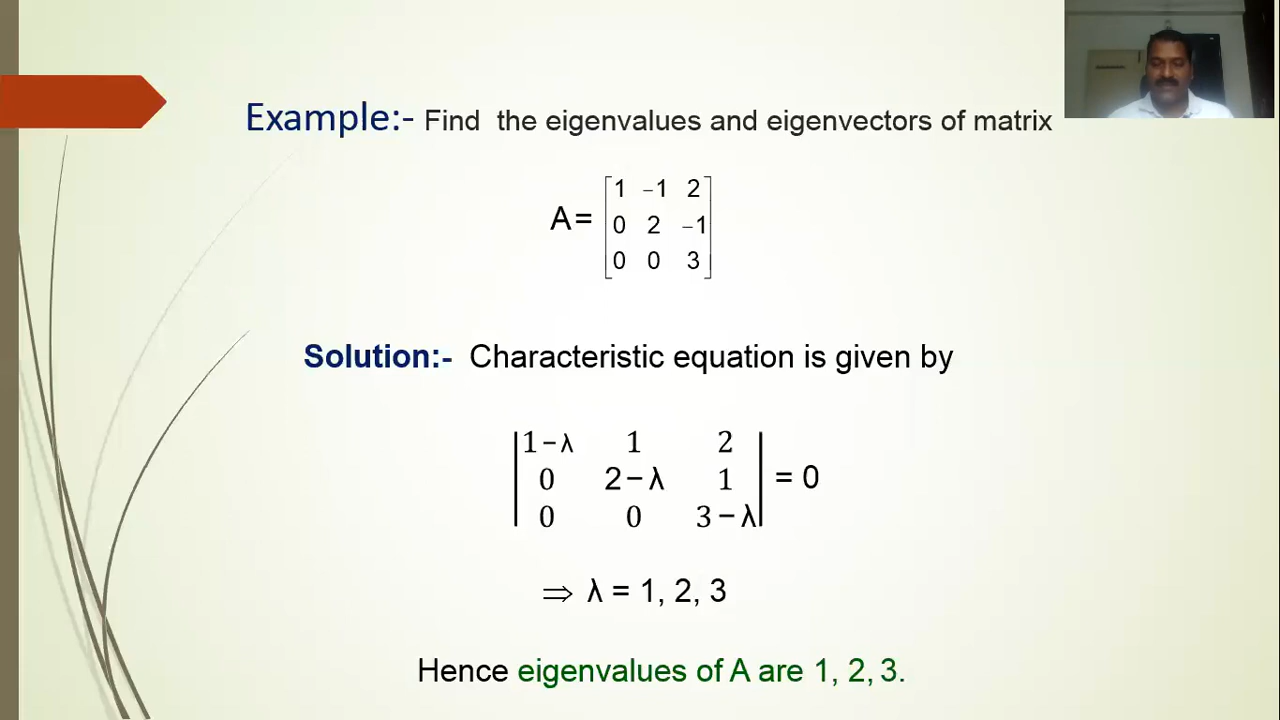 Example:- Find the eigenvalues and eigenvectors of matrix
A = [1 −1 2
0 2 −1
0 0 3]
Solution:- Characteristic equation is given by
|1−λ 1 2
0 2−λ 1
0 0 3−λ| = 0
⇒ λ = 1, 2, 3
Hence eigenvalues of A are 1, 2, 3.